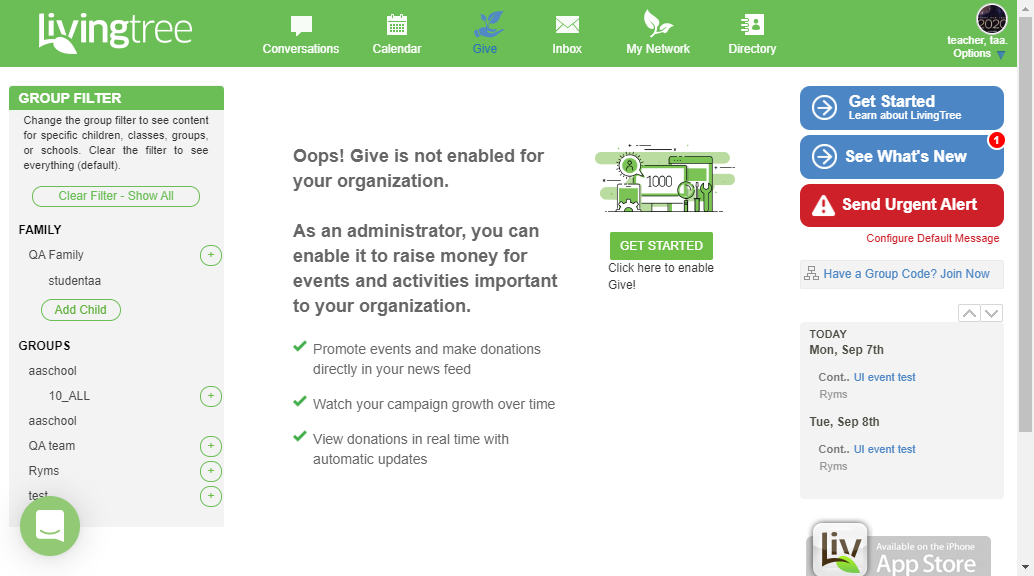 livingtree
Conversations
Calendar
Give
Inbox
My Network
Directory
2020
teacher, taa.
Options
GROUP FILTER
Change the group filter to see content
for specific children, classes, groups,
or schools. Clear the filter to see
everything (default).
Clear Filter - Show All
FAMILY
QA Family
+
studentaa
Add Child
GROUPS
aaschool
10_ALL
+
aaschool
QA team
+
Ryms
+
test
+
Oops! Give is not enabled for
your organization.
As an administrator, you can
enable it to raise money for
events and activities important
to your organization.
Promote events and make donations
directly in your news feed
Watch your campaign growth over time
View donations in real time with
automatic updates
1000
GET STARTED
Click here to enable
Give!
Get Started
Learn about LivingTree
1
See What's New
Send Urgent Alert
Configure Default Message
Have a Group Code? Join Now
TODAY
Mon, Sep 7th
Cont.. UI event test
Ryms
Tue, Sep 8th
Cont.. UI event test
Ryms
Liv
Available on the iPhone
App Store